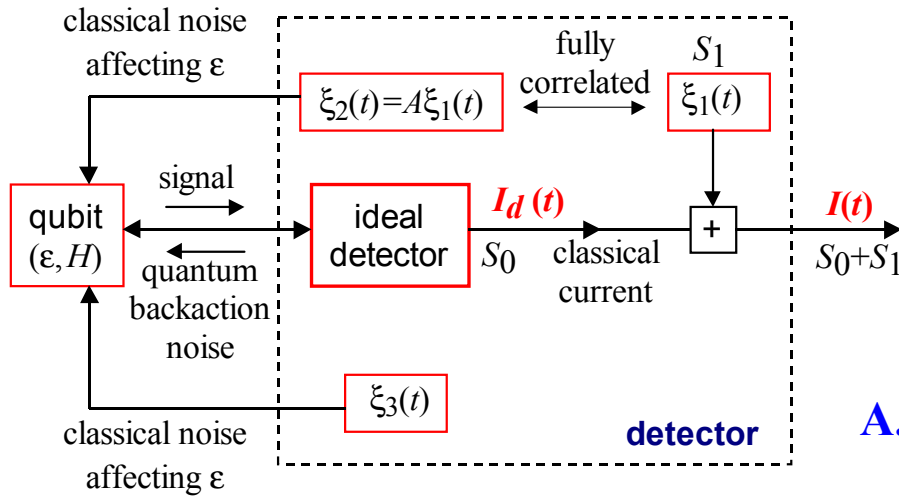 classical noise
affecting ε
fully
correlated
S₁
ξ₂(t)=Aξ₁(t)
ξ₁(t)
signal
qubit
(ε, H)
quantum
backaction
noise
ideal
detector
I_d (t)
S₀
classical
current
+
I(t)
S₀+S₁
ξ₃(t)
classical noise
affecting ε
detector
A.